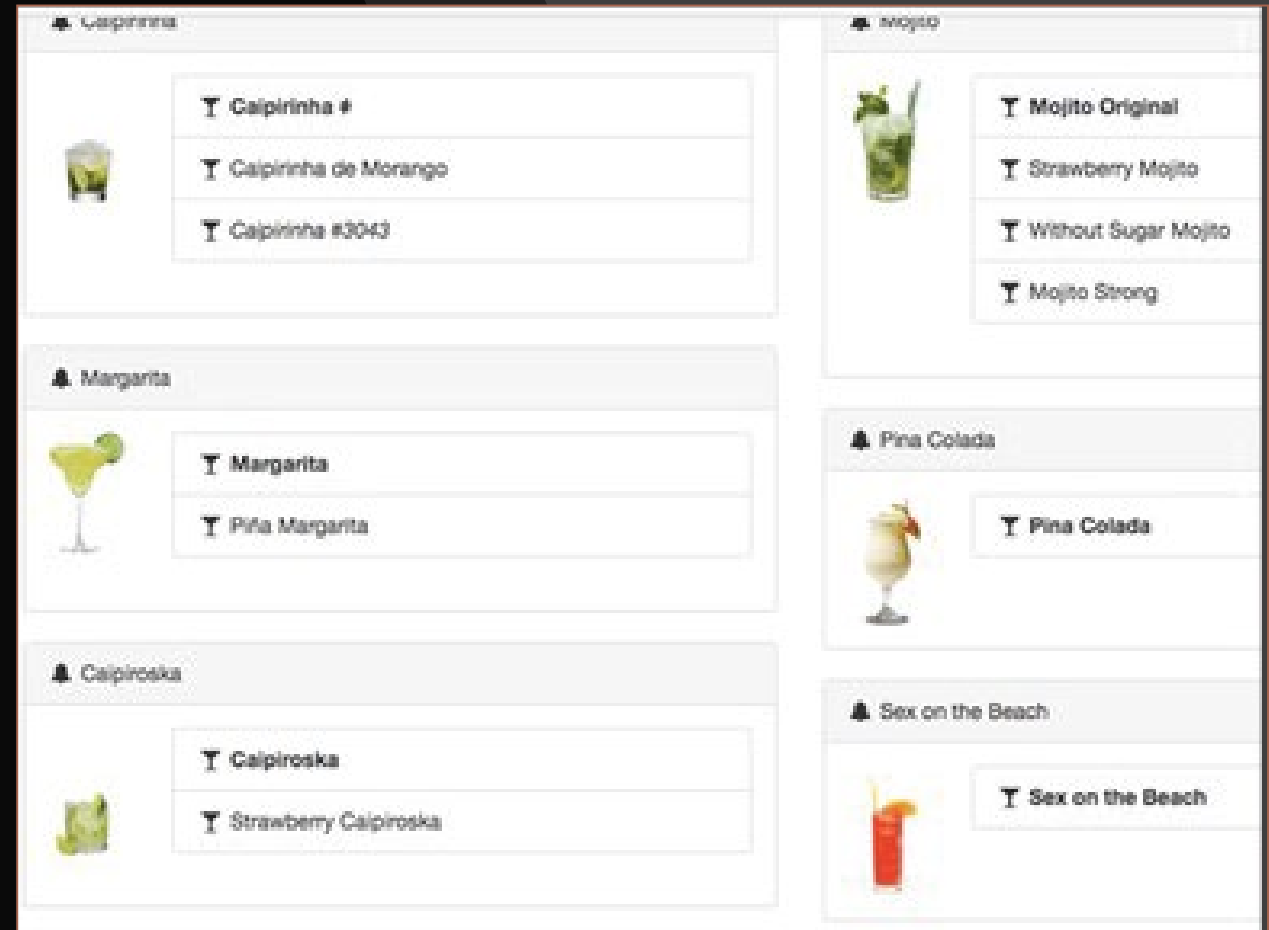 Caipirinha
Caipirinha #
Caipirinha de Morango
Caipirinha #3043
Margarita
Margarita
Piña Margarita
Caipiroska
Caipiroska
Strawberry Caipiroska
Mojito
Mojito Original
Strawberry Mojito
Without Sugar Mojito
Mojito Strong
Pina Colada
Pina Colada
Sex on the Beach
Sex on the Beach